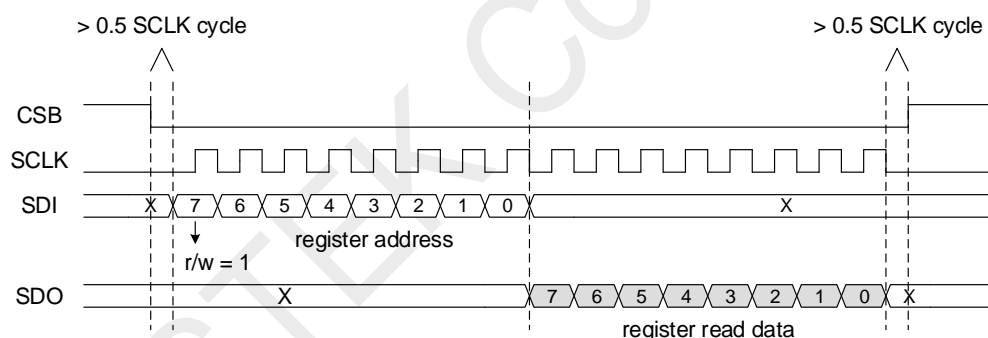 > 0.5 SCLK cycle > 0.5 SCLK cycle
CSB
SCLK
SDI X 7 6 5 4 3 2 1 0 X
register address
r/w = 1
SDO X 7 6 5 4 3 2 1 0 X
register read data